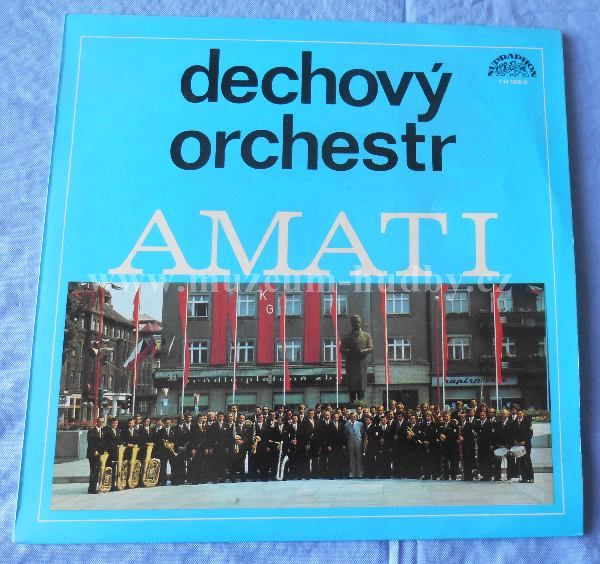 dechový
orchestr
SUPRAPHON
AMATI
www.muzeum-hudby.cz
K
G